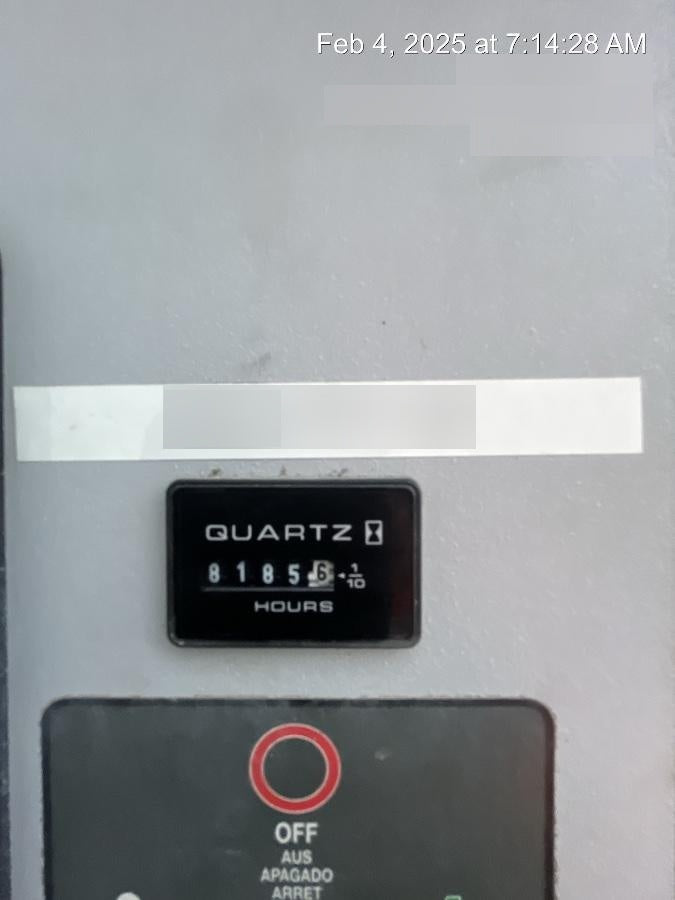 Feb 4, 2025 at 7:14:28 AM
QUARTZ
8 1 8 5 6 1/10
HOURS
OFF
AUS
APAGADO
ARRET